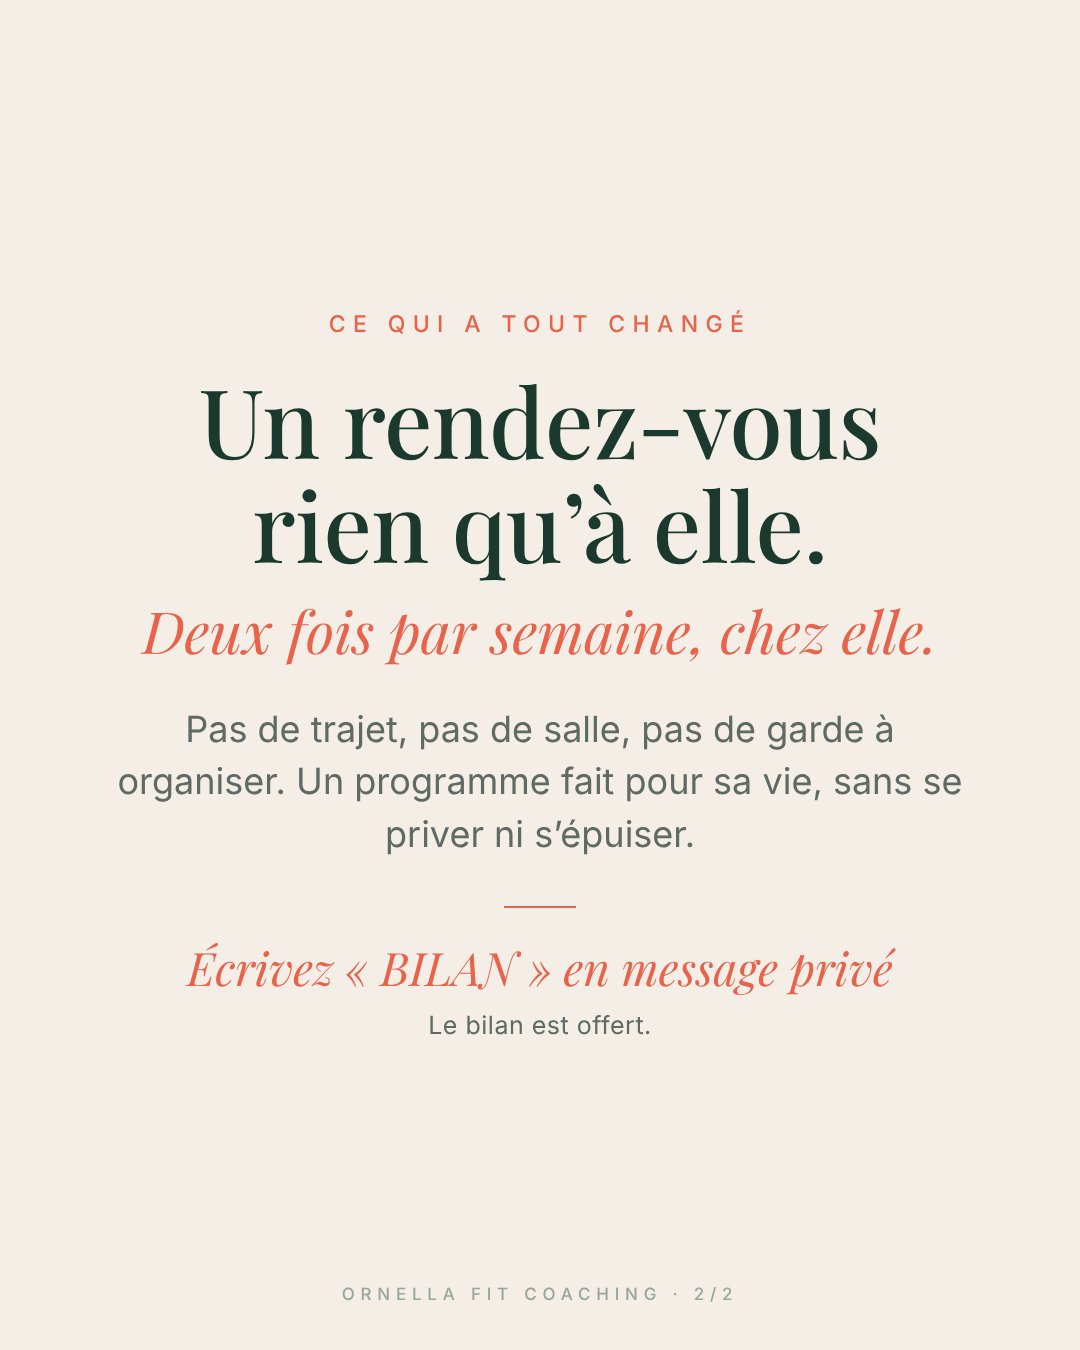 CE QUI A TOUT CHANGÉ
Un rendez-vous
rien qu’à elle.
Deux fois par semaine, chez elle.
Pas de trajet, pas de salle, pas de garde à
organiser. Un programme fait pour sa vie, sans se
priver ni s’épuiser.
Écrivez « BILAN » en message privé
Le bilan est offert.
ORNELLA FIT COACHING · 2/2